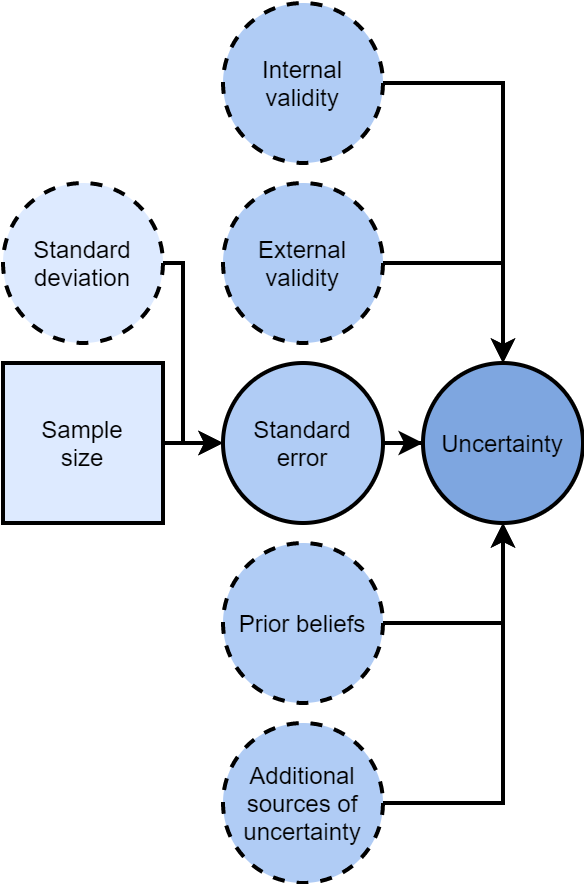 Internal
validity
External
validity
Standard
deviation
Sample
size
Standard
error
Uncertainty
Prior beliefs
Additional
sources of
uncertainty